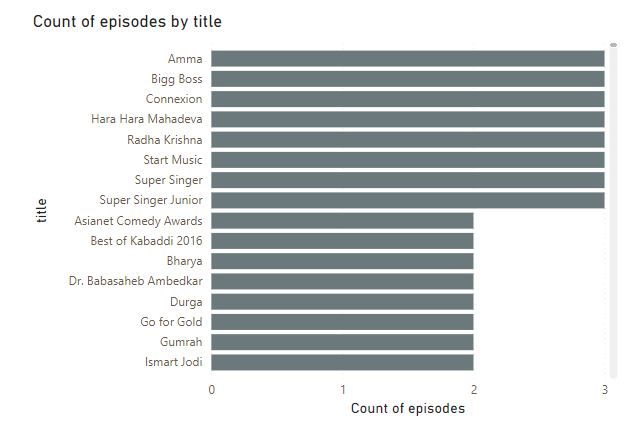 Count of episodes by title
title
Amma
Bigg Boss
Connexion
Hara Hara Mahadeva
Radha Krishna
Start Music
Super Singer
Super Singer Junior
Asianet Comedy Awards
Best of Kabaddi 2016
Bharya
Dr. Babasaheb Ambedkar
Durga
Go for Gold
Gumrah
Ismart Jodi
0 1 2 3
Count of episodes